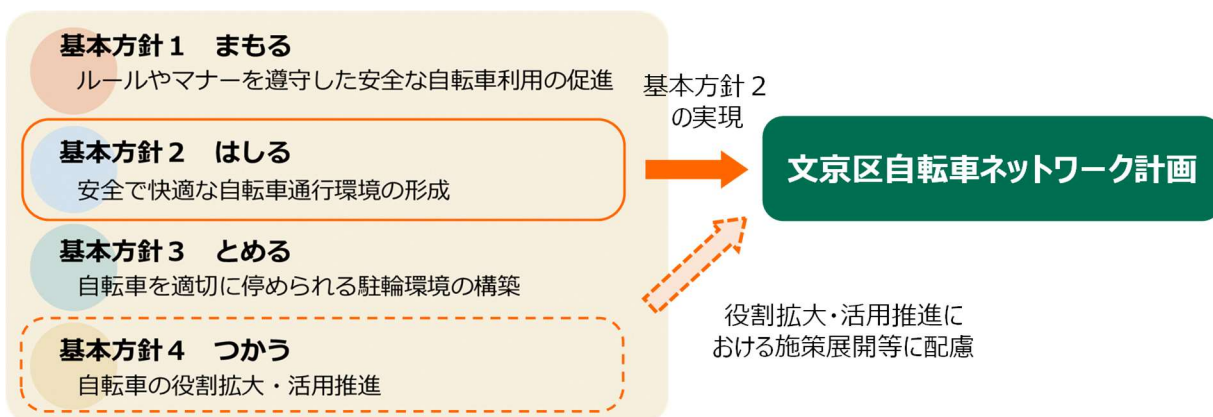 基本方針１　まもる
ルールやマナーを遵守した安全な自転車利用の促進
基本方針２　はしる
安全で快適な自転車通行環境の形成
基本方針３　とめる
自転車を適切に停められる駐輪環境の構築
基本方針４　つかう
自転車の役割拡大・活用推進
基本方針２
の実現
文京区自転車ネットワーク計画
役割拡大・活用推進に
おける施策展開等に配慮